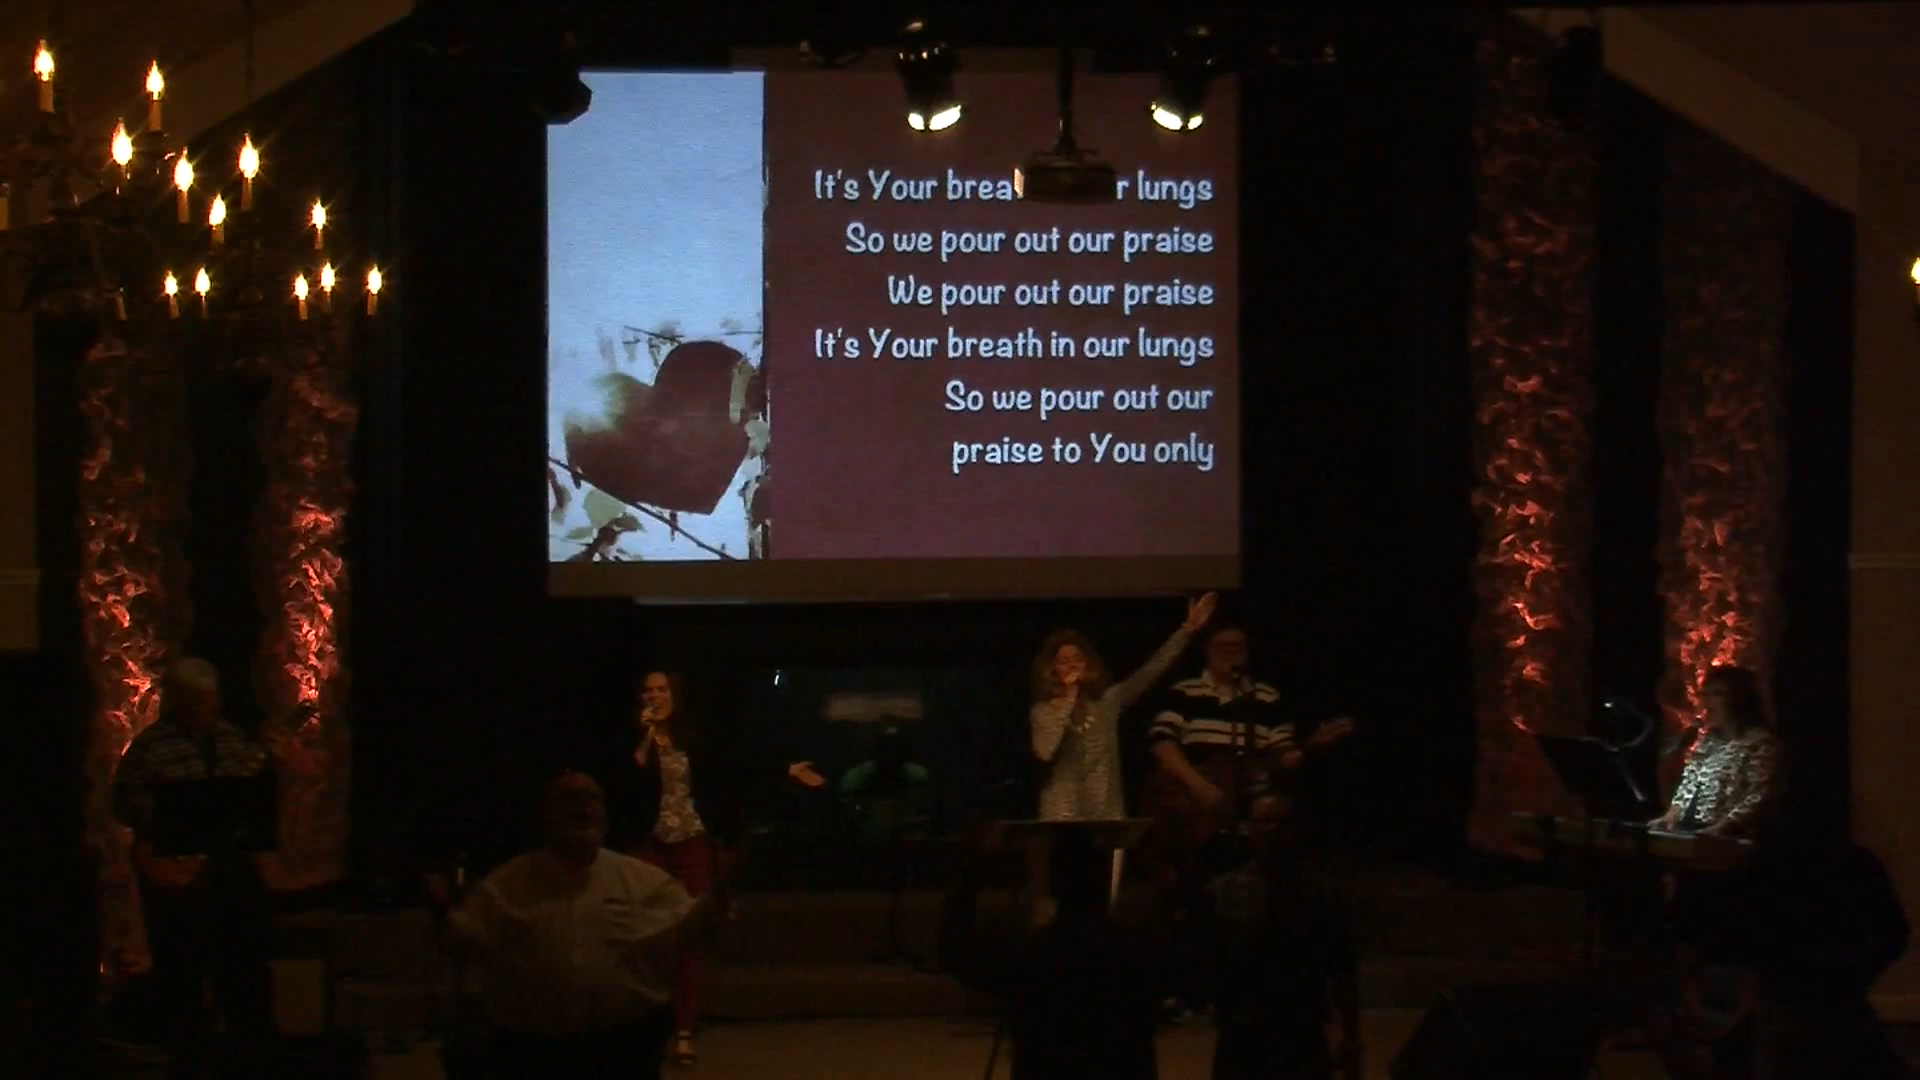 It's Your brea r lungs
So we pour out our praise
We pour out our praise
It's Your breath in our lungs
So we pour out our
praise to You only